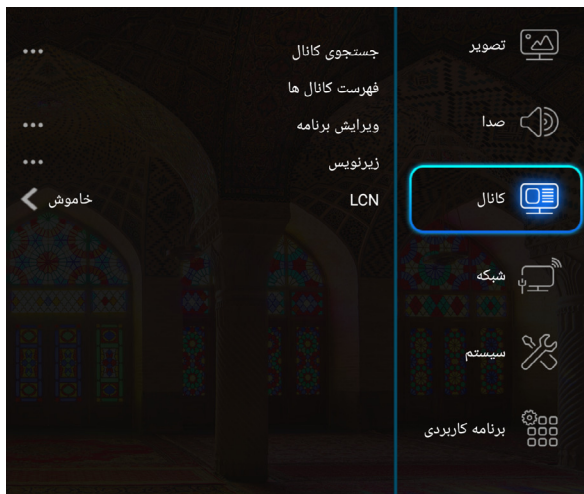 تصویر
صدا
کانال
شبکه
سیستم
برنامه کاربردی
جستجوی کانال
فهرست کانال ها
ویرایش برنامه
زیرنویس
LCN خاموش